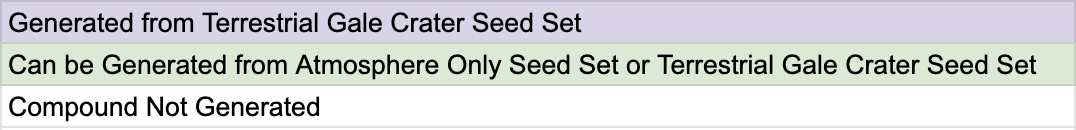 Generated from Terrestrial Gale Crater Seed Set
Can be Generated from Atmosphere Only Seed Set or Terrestrial Gale Crater Seed Set
Compound Not Generated